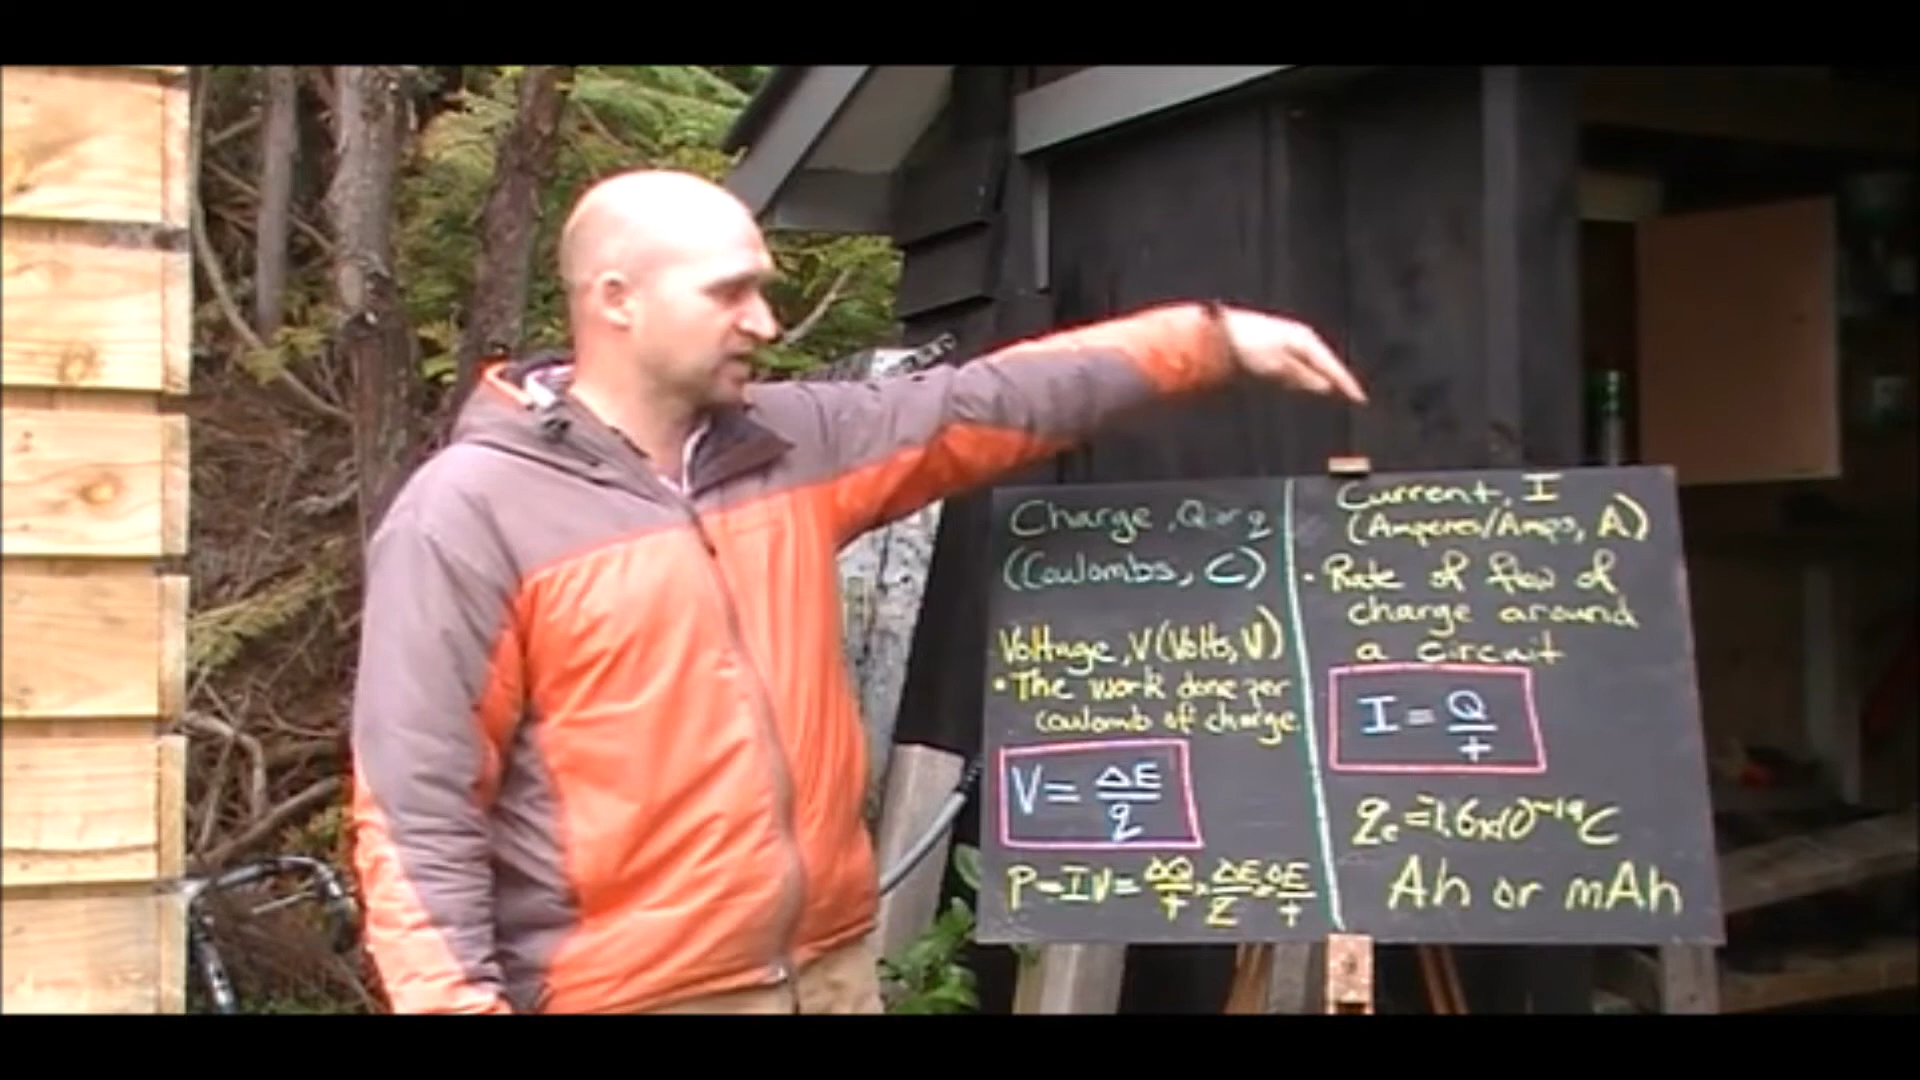 Charge, Q or q
(Coulombs, C)
Voltage, V (Volts, V)
• The work done per
coulomb of charge.
V = ΔE/q
P = IV = ΔQ/t × ΔE/q = ΔE/t
Current, I
(Amperes/Amps, A)
• Rate of flow of
charge around
a circuit
I = Q/t
qe = 1.6x10⁻¹⁹C
Ah or mAh